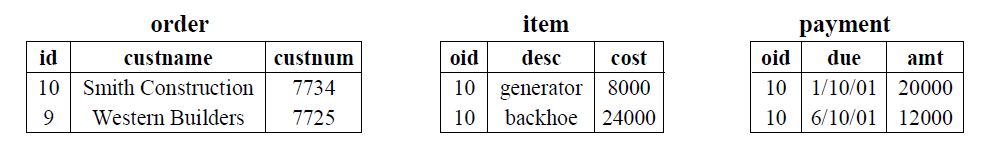 order
id custname custnum
10 Smith Construction 7734
9 Western Builders 7725
item
oid desc cost
10 generator 8000
10 backhoe 24000
payment
oid due amt
10 1/10/01 20000
10 6/10/01 12000